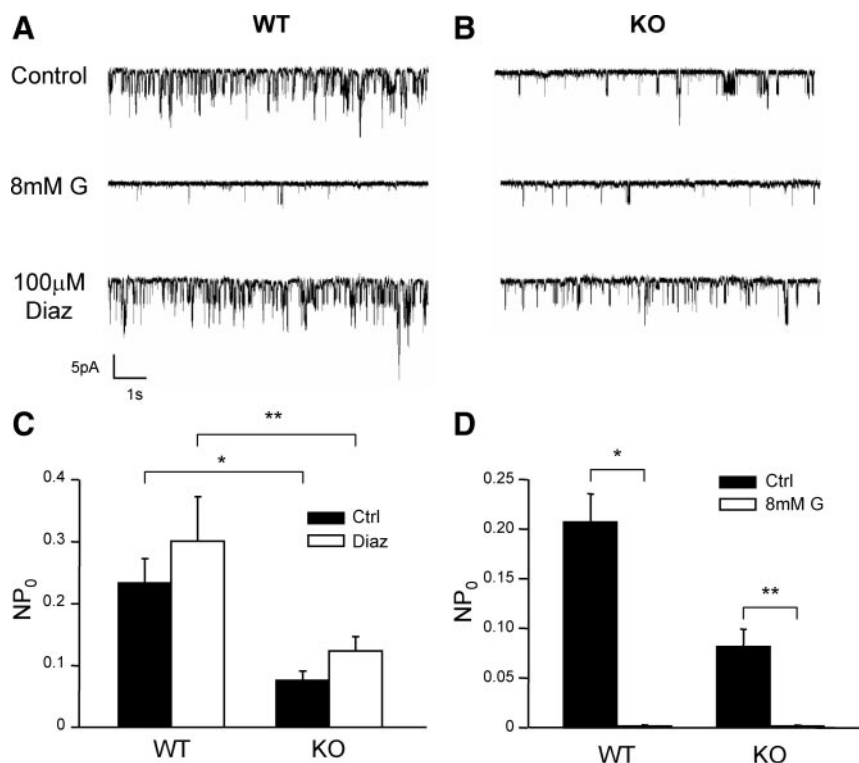 A WT B KO
Control
8mM G
100μM
Diaz
5pA
1s
C D
**
*
0.4
0.3
0.2
0.1
0
NP0
Ctrl
Diaz
WT KO
*
**
0.25
0.20
0.15
0.10
0.05
0
NP0
Ctrl
8mM G
WT KO